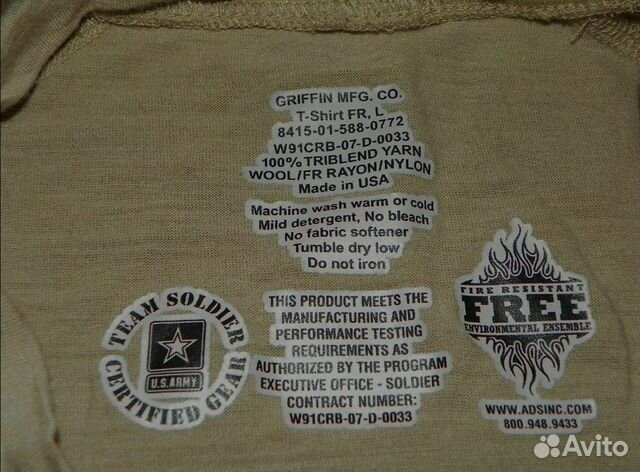 GRIFFIN MFG. CO.
T-Shirt FR, L
8415-01-588-0772
W91CRB-07-D-0033
100% TRIBLEND YARN
WOOL/FR RAYON/NYLON
Made in USA
Machine wash warm or cold
Mild detergent, No bleach
No fabric softener
Tumble dry low
Do not iron
TEAM SOLDIER
U.S.ARMY
CERTIFIED GEAR
THIS PRODUCT MEETS THE
MANUFACTURING AND
PERFORMANCE TESTING
REQUIREMENTS AS
AUTHORIZED BY THE PROGRAM
EXECUTIVE OFFICE - SOLDIER
CONTRACT NUMBER:
W91CRB-07-D-0033
FIRE RESISTANT
FREE
ENVIRONMENTAL ENSEMBLE
WWW.ADSINC.COM
800.948.9433
Avito